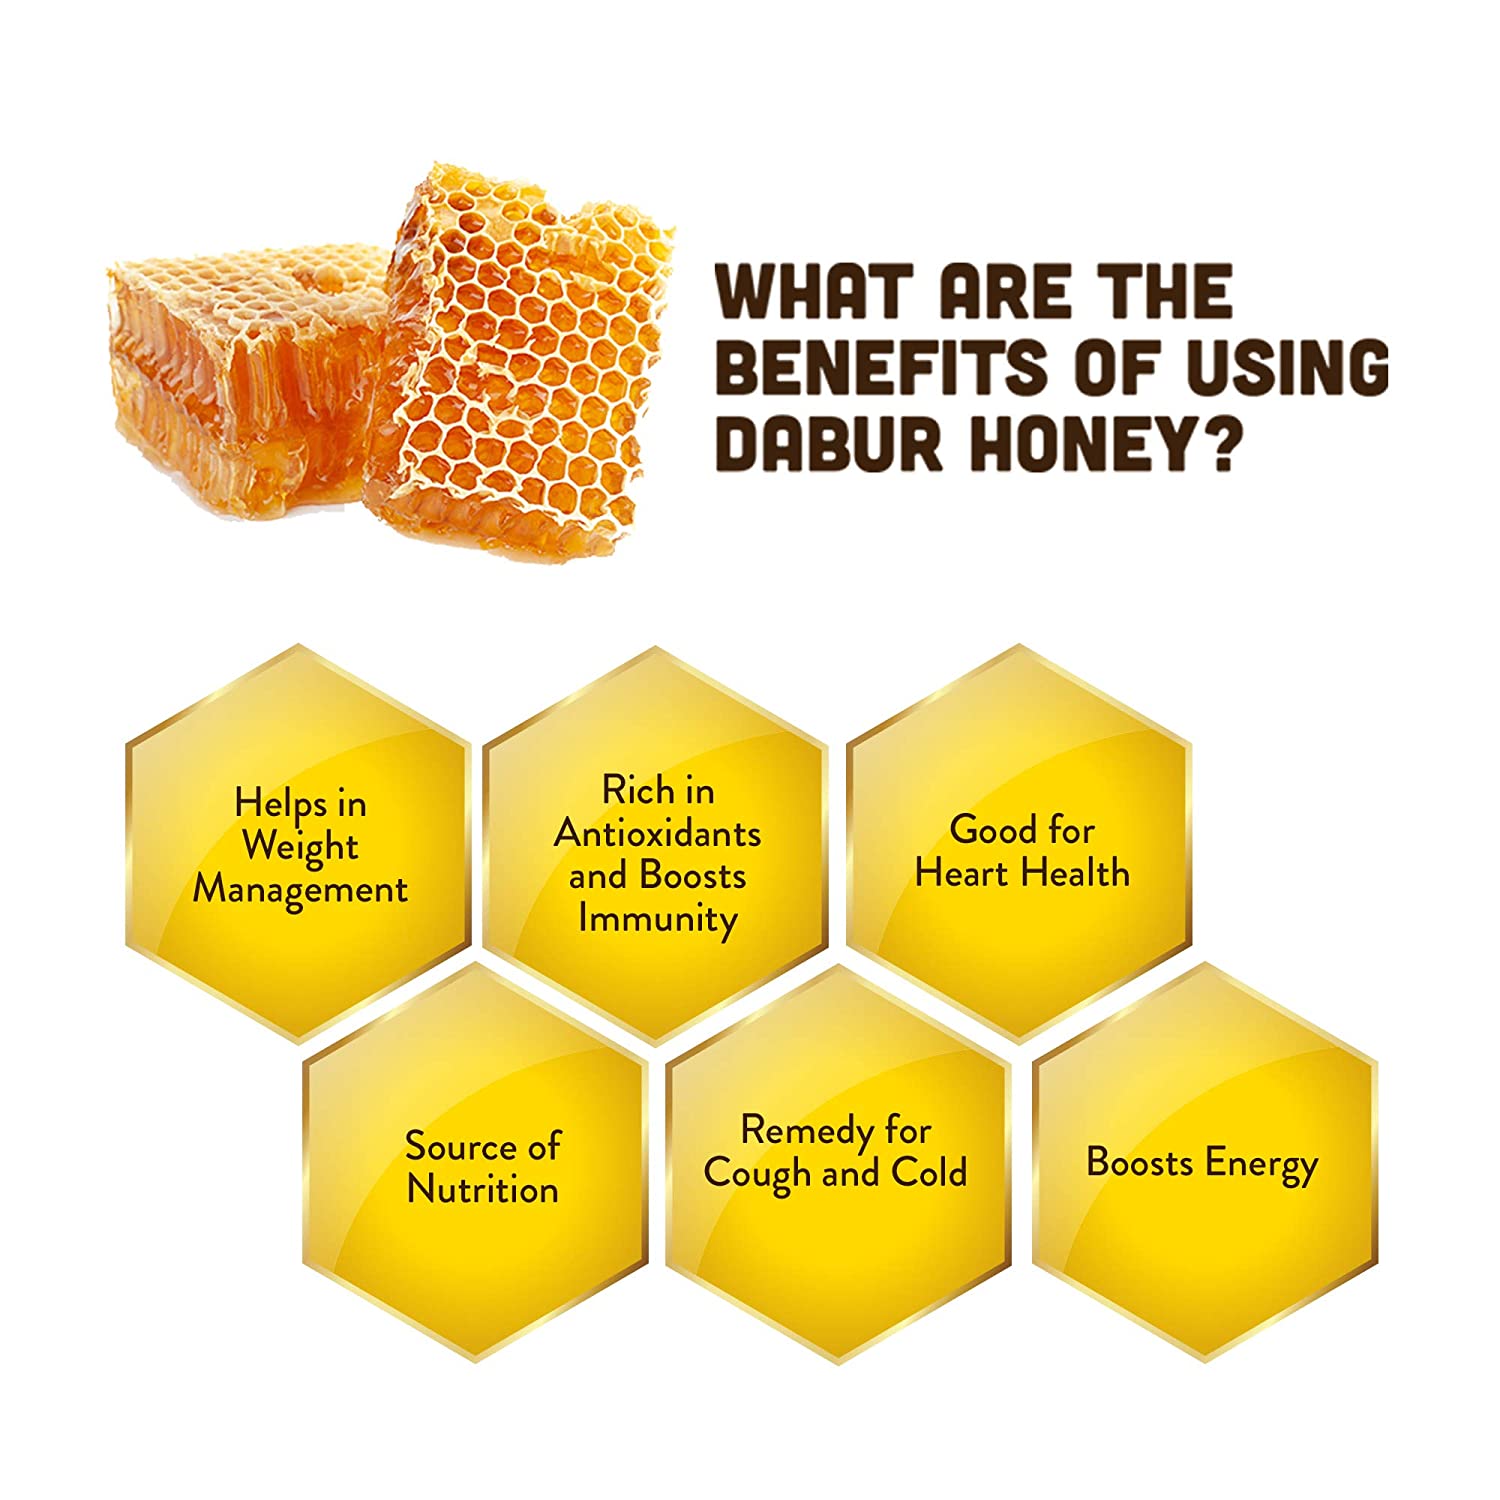 WHAT ARE THE
BENEFITS OF USING
DABUR HONEY?
Helps in
Weight
Management
Rich in
Antioxidants
and Boosts
Immunity
Good for
Heart Health
Source of
Nutrition
Remedy for
Cough and Cold
Boosts Energy